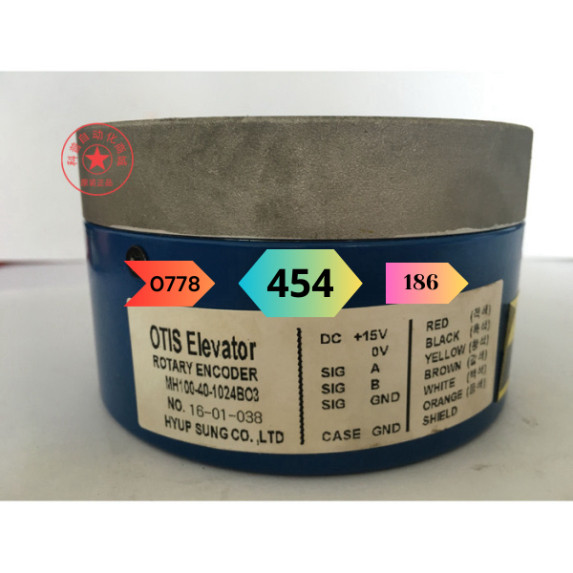 O778
454
186
OTIS Elevator
ROTARY ENCODER
MH100-40-1024BO3
NO. 16-01-038
HYUP SUNG CO.,LTD
DC +15V
0V
SIG A
SIG B
SIG GND
CASE GND
RED
BLACK
YELLOW
BROWN
WHITE
ORANGE
SHIELD